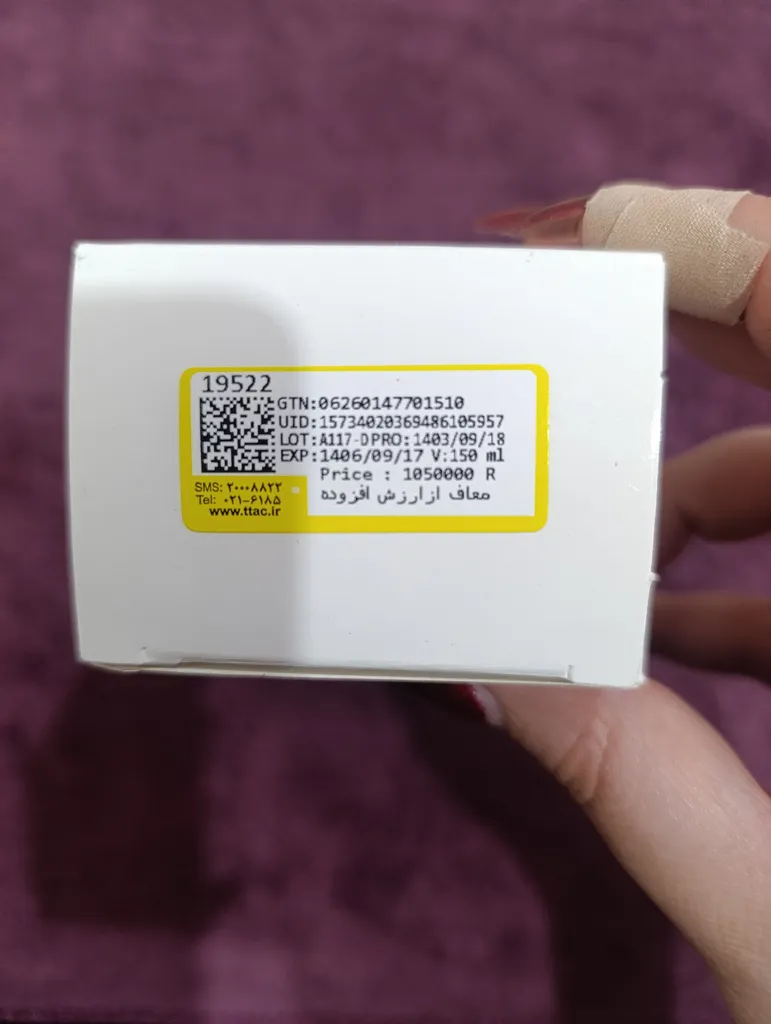 19522
GTN:06260147701510
UID:15734020369486105957
LOT:A117-D PRO:1403/09/18
EXP:1406/09/17 V:150 ml
Price : 1050000 R
معاف ازارزش افزوده
SMS: ۲۰۰۰۸۸۲۲
Tel: ۰۲۱-۶۱۸۵
www.ttac.ir